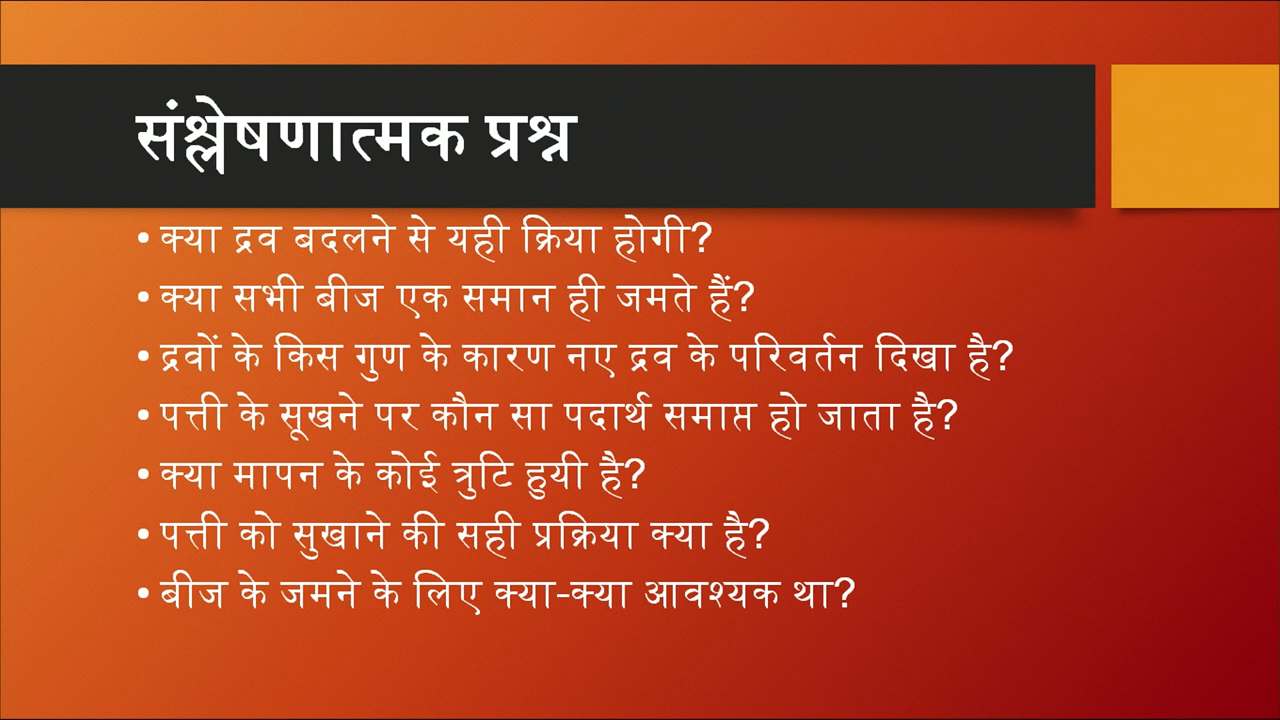 संश्लेषणात्मक प्रश्न
• क्या द्रव बदलने से यही क्रिया होगी?
• क्या सभी बीज एक समान ही जमते हैं?
• द्रवों के किस गुण के कारण नए द्रव के परिवर्तन दिखा है?
• पत्ती के सूखने पर कौन सा पदार्थ समाप्त हो जाता है?
• क्या मापन के कोई त्रुटि हुयी है?
• पत्ती को सुखाने की सही प्रक्रिया क्या है?
• बीज के जमने के लिए क्या-क्या आवश्यक था?